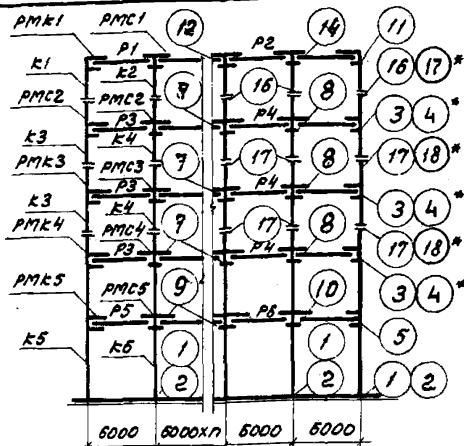 РМК1 РМС1 12 14 11
Р1 Р2
К1 К2 16 17*
РМС2 РМС2 9 16 8
Р3 Р4 3 4*
К3 К4
РМК3 РМС3 7 17 8 17 18*
Р3 Р4 3 4*
К3 К4
РМК4 РМС4 7 17 8 17 18*
Р3 Р4 3 4*
РМК5 РМС5 9 10
Р5 Р6 5
К5 К6 1 1
2 2 1 2
6000 6000хп 6000 6000